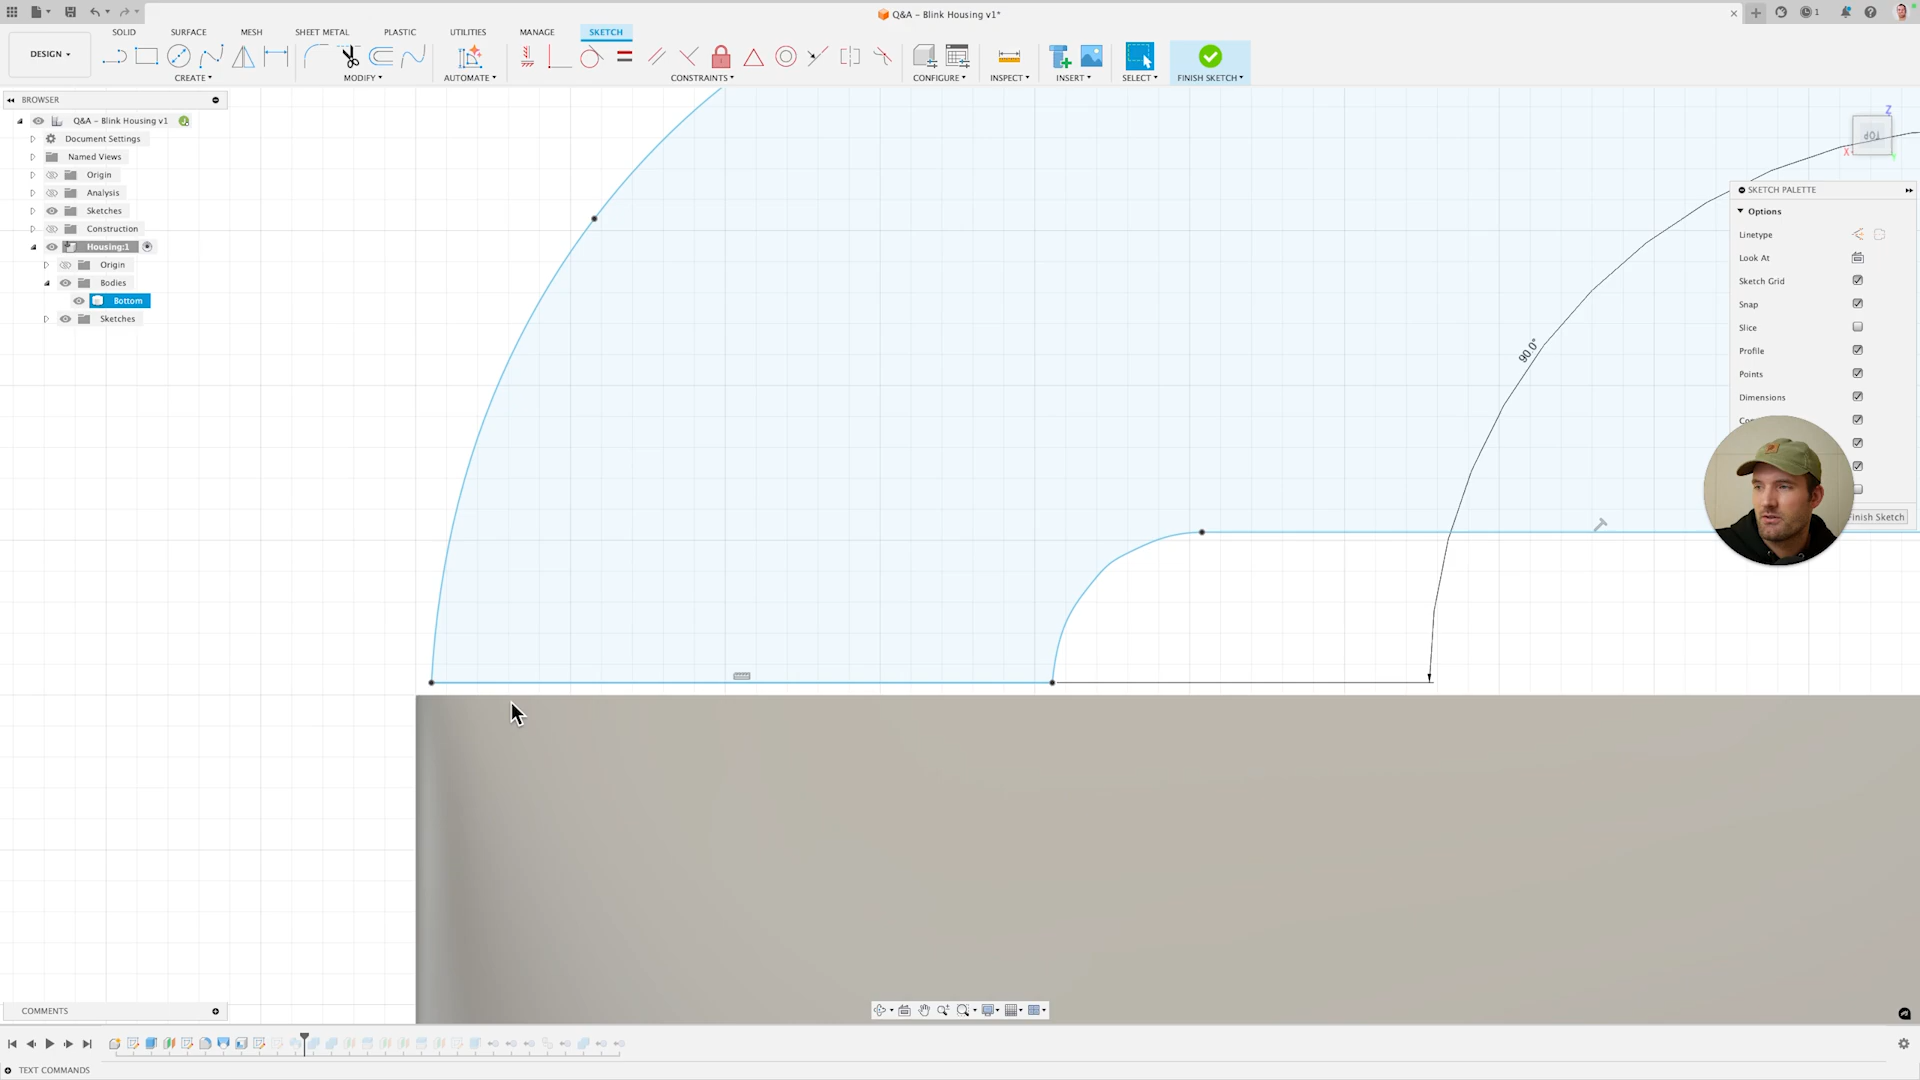 Q&A – Blink Housing v1*
1
SOLID
SURFACE
MESH
SHEET METAL
PLASTIC
UTILITIES
MANAGE
SKETCH
DESIGN
CREATE
MODIFY
AUTOMATE
CONSTRAINTS
CONFIGURE
INSPECT
INSERT
SELECT
FINISH SKETCH
BROWSER
Q&A – Blink Housing v1
Document Settings
Named Views
Origin
Analysis
Sketches
Construction
Housing:1
Origin
Bodies
Bottom
Sketches
Z
TOP
X
90.0°
SKETCH PALETTE
Options
Linetype
Look At
Sketch Grid
Snap
Slice
Profile
Points
Dimensions
Finish Sketch
COMMENTS
TEXT COMMANDS